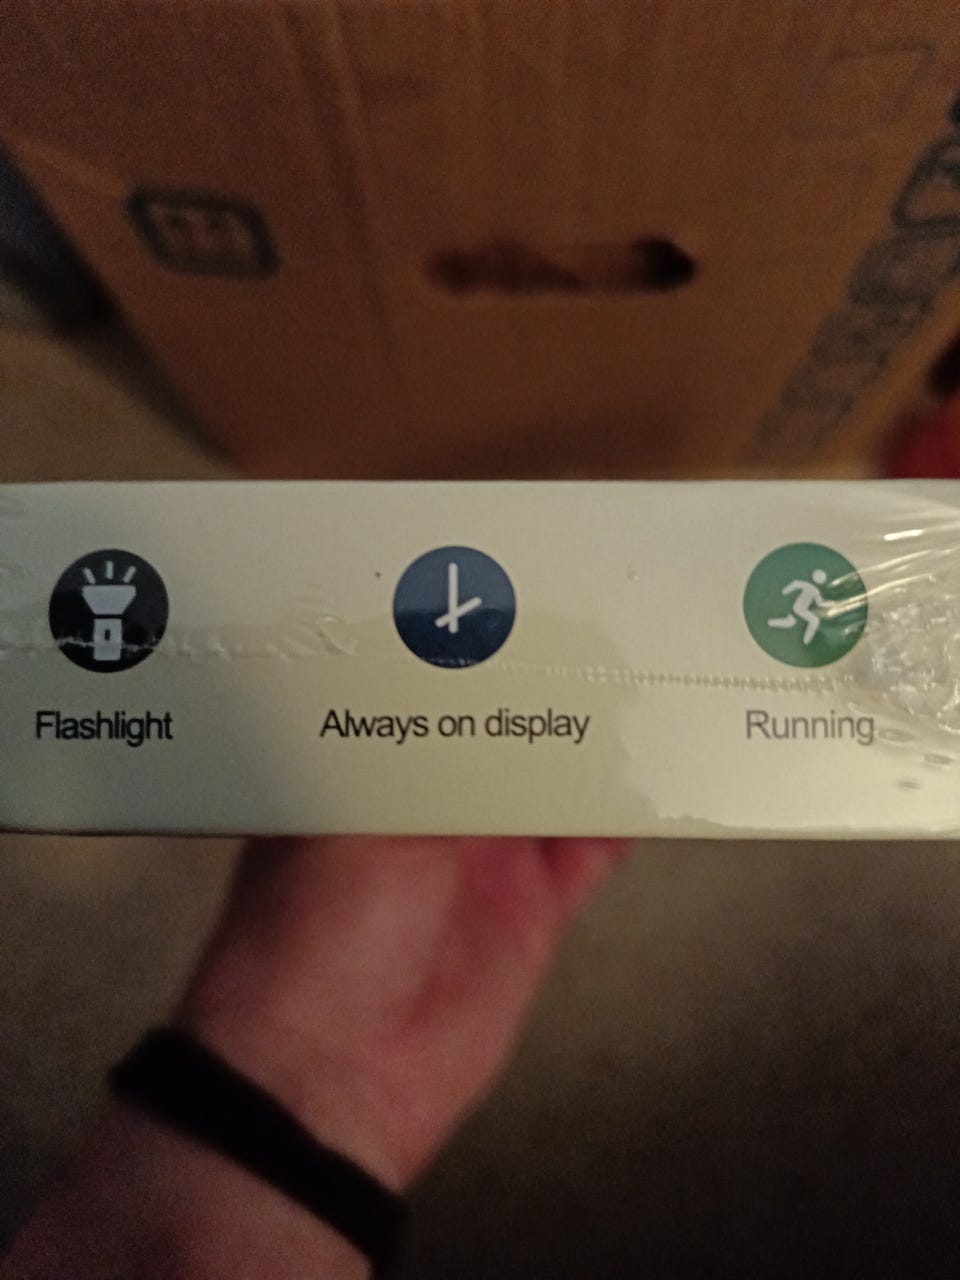 Flashlight
Always on display
Running